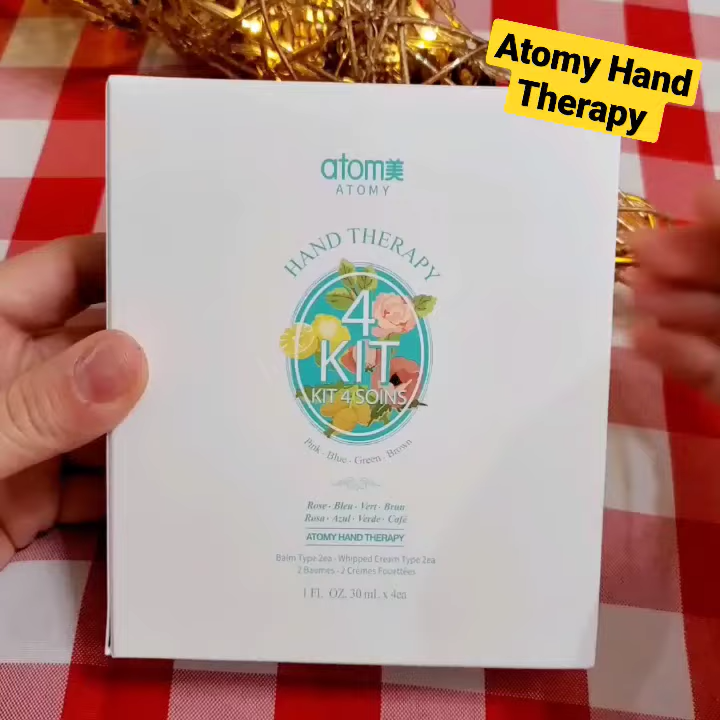 Atomy Hand
Therapy
atom美
ATOMY
HAND THERAPY
4
KIT
KIT 4 SOINS
Pink · Blue · Green · Brown
Rose · Bleu · Vert · Brun
Rosa · Azul · Verde · Café
ATOMY HAND THERAPY
Balm Type 2ea · Whipped Cream Type 2ea
2 Baumes · 2 Crèmes Fouettées
1 FL. OZ. 30 mL x 4ea